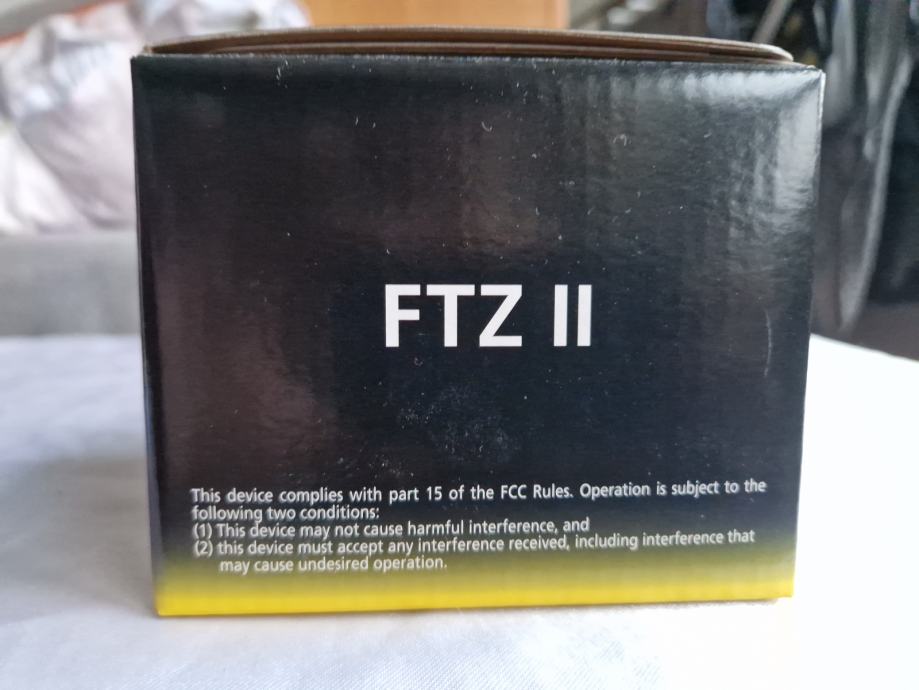 FTZ II
This device complies with part 15 of the FCC Rules. Operation is subject to the
following two conditions:
(1) This device may not cause harmful interference, and
(2) this device must accept any interference received, including interference that
may cause undesired operation.